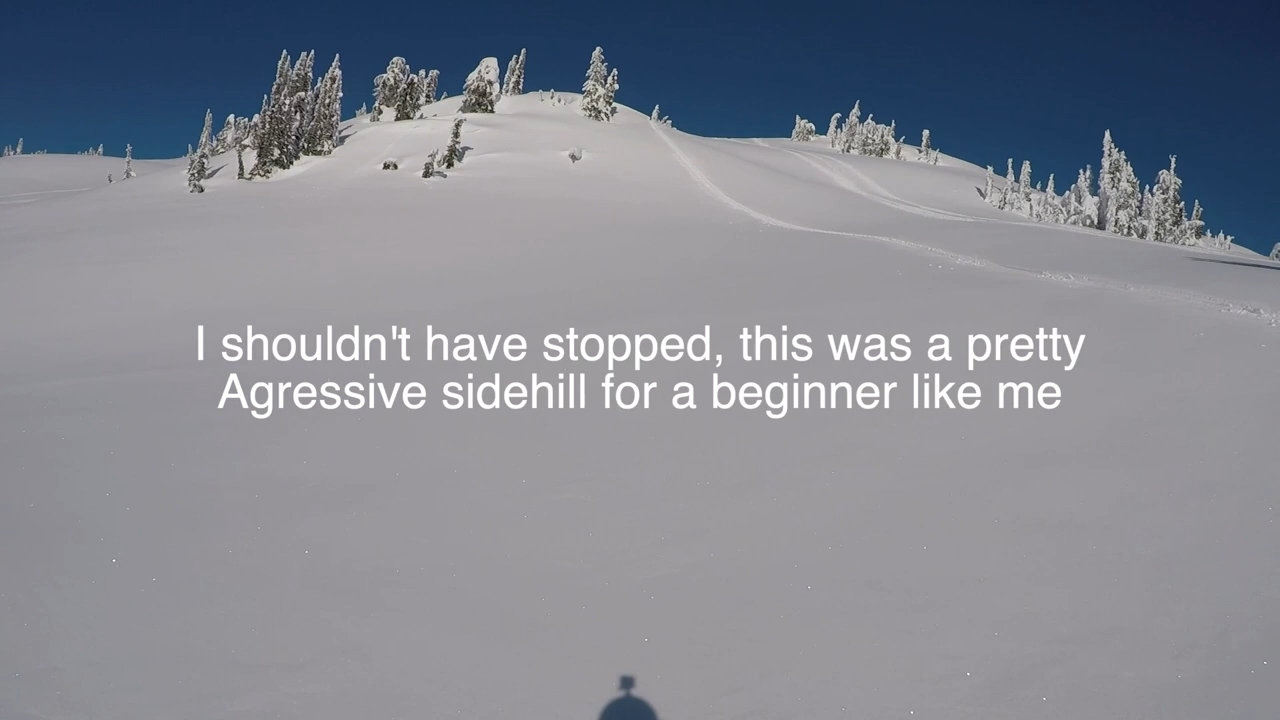 I shouldn't have stopped, this was a pretty
Agressive sidehill for a beginner like me